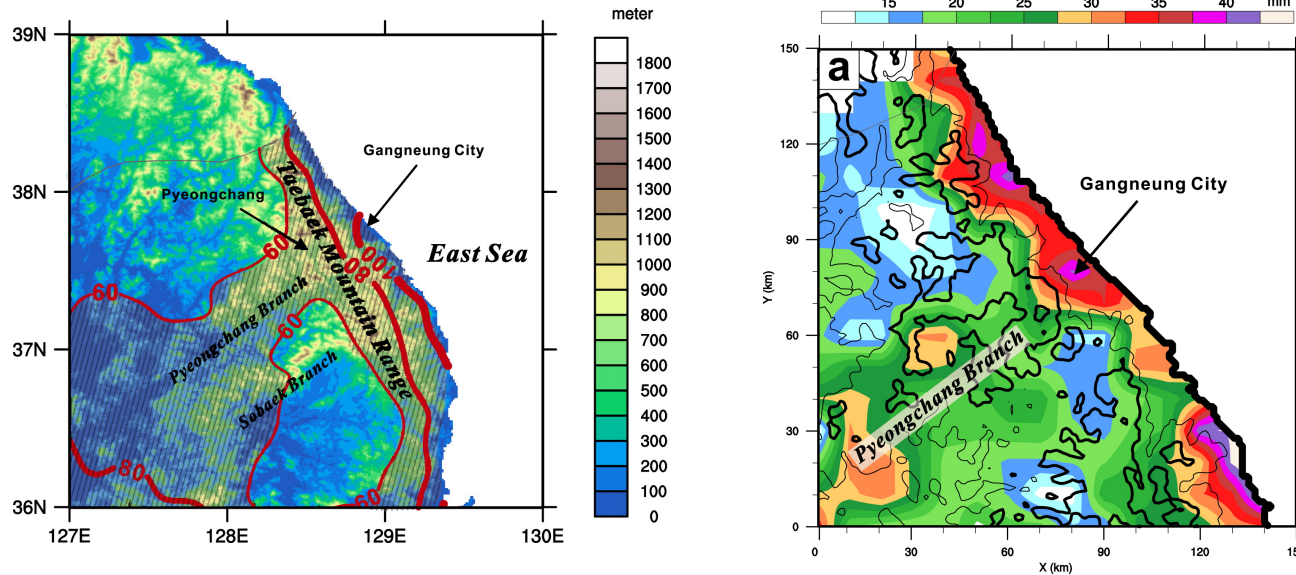 meter
39N
38N
37N
36N
127E
128E
129E
130E
Gangneung City
Pyeongchang
Taebaek Mountain Range
East Sea
Pyeongchang Branch
Sobaek Branch
60
60
60
60
80
80
100
1800
1700
1600
1500
1400
1300
1200
1100
1000
900
800
700
600
500
400
300
200
100
0
15 20 25 30 35 40 mm
a
150
120
90
60
30
0
Y (km)
Gangneung City
Pyeongchang Branch
0 30 60 90 120 15
X (km)